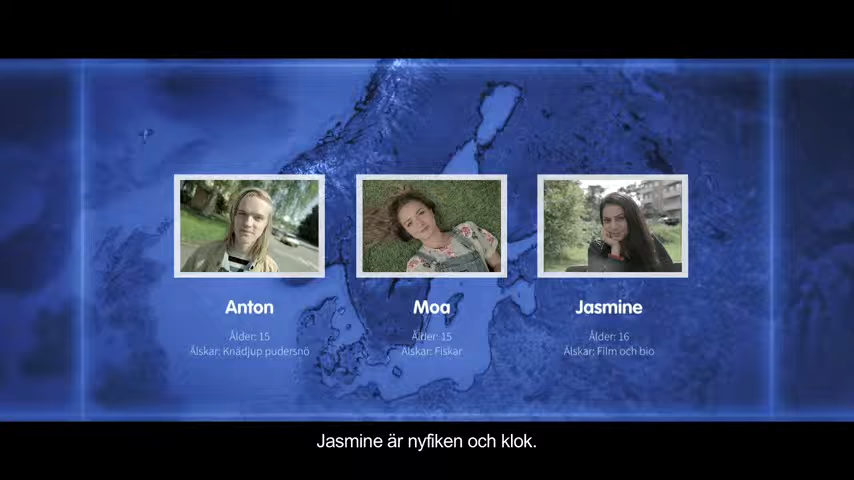 Anton
Moa
Jasmine
Ålder: 15
Ålder: 15
Ålder: 16
Älskar: Knädjup pudersnö
Älskar: Fiskar
Älskar: Film och bio
Jasmine är nyfiken och klok.